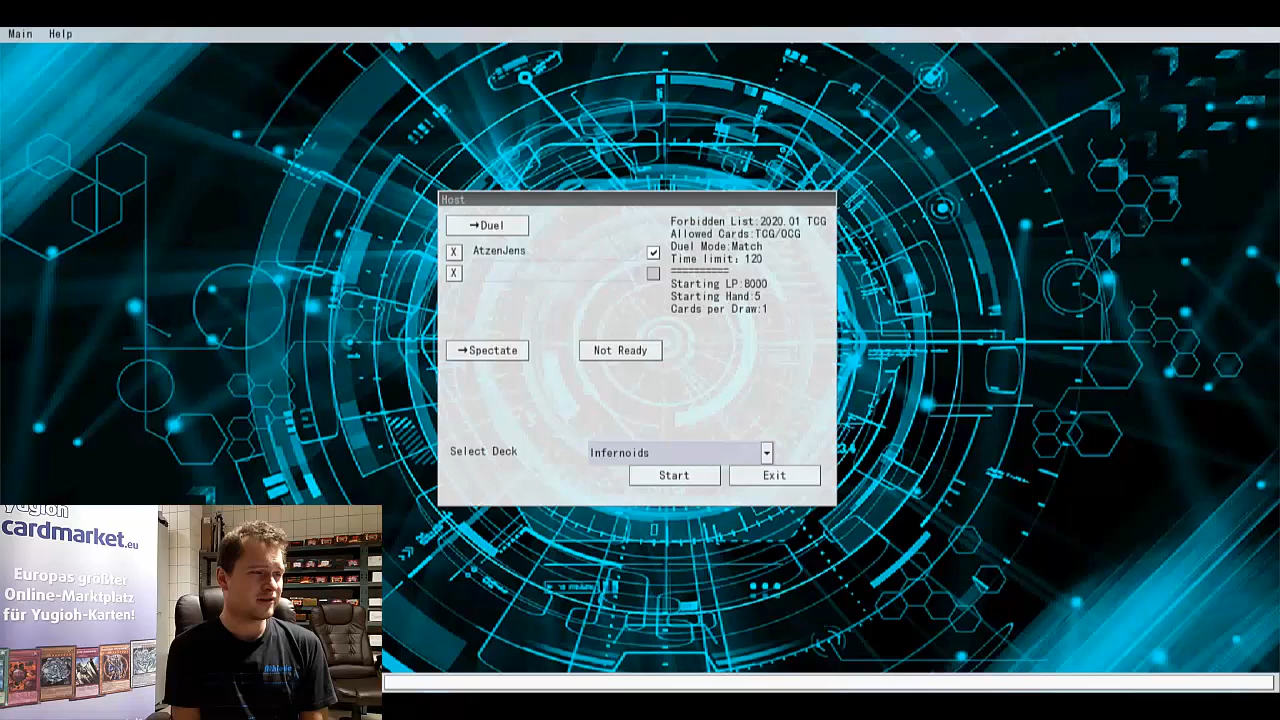 Main Help
Host
→Duel
X AtzenJens
X
Forbidden List:2020.01 TCG
Allowed Cards:TCG/OCG
Duel Mode:Match
Time limit: 120
==========
Starting LP:8000
Starting Hand:5
Cards per Draw:1
→Spectate
Not Ready
Select Deck
Infernoids
Start
Exit
yugioh
cardmarket.eu
Europas größter
Online-Marktplatz
für Yugioh-Karten!